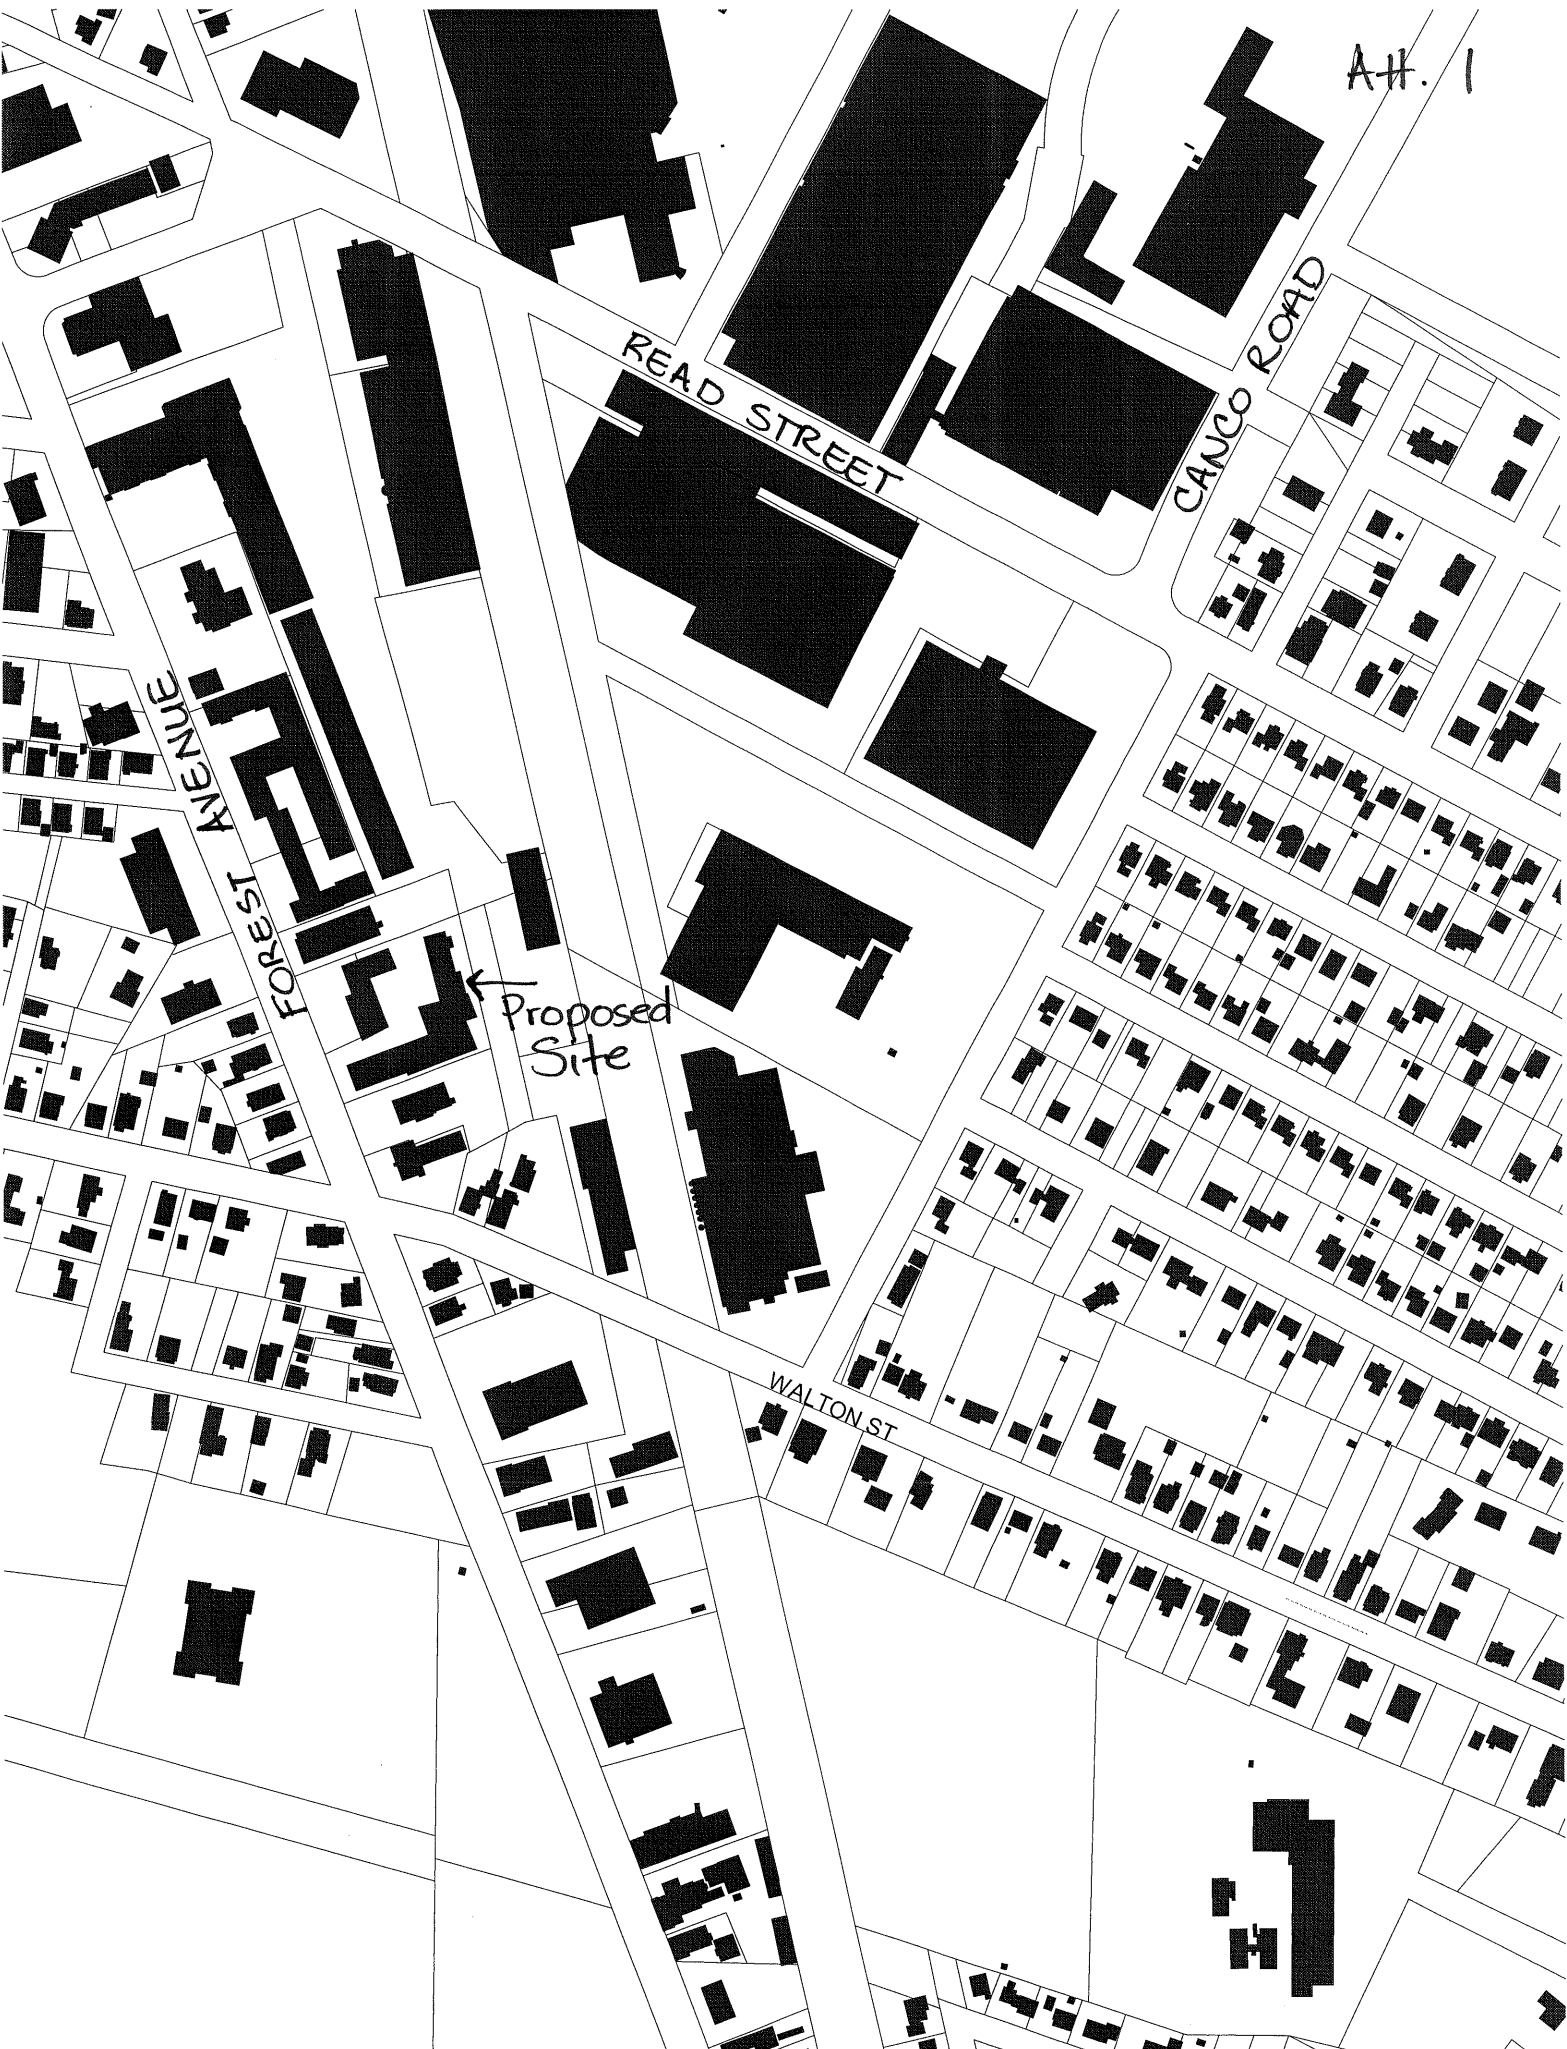 Att. 1
READ STREET
CANCO ROAD
FOREST AVENUE
Proposed
Site
WALTON ST